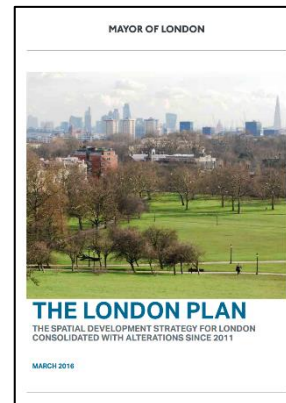 MAYOR OF LONDON
THE LONDON PLAN
THE SPATIAL DEVELOPMENT STRATEGY FOR LONDON
CONSOLIDATED WITH ALTERATIONS SINCE 2011
MARCH 2016